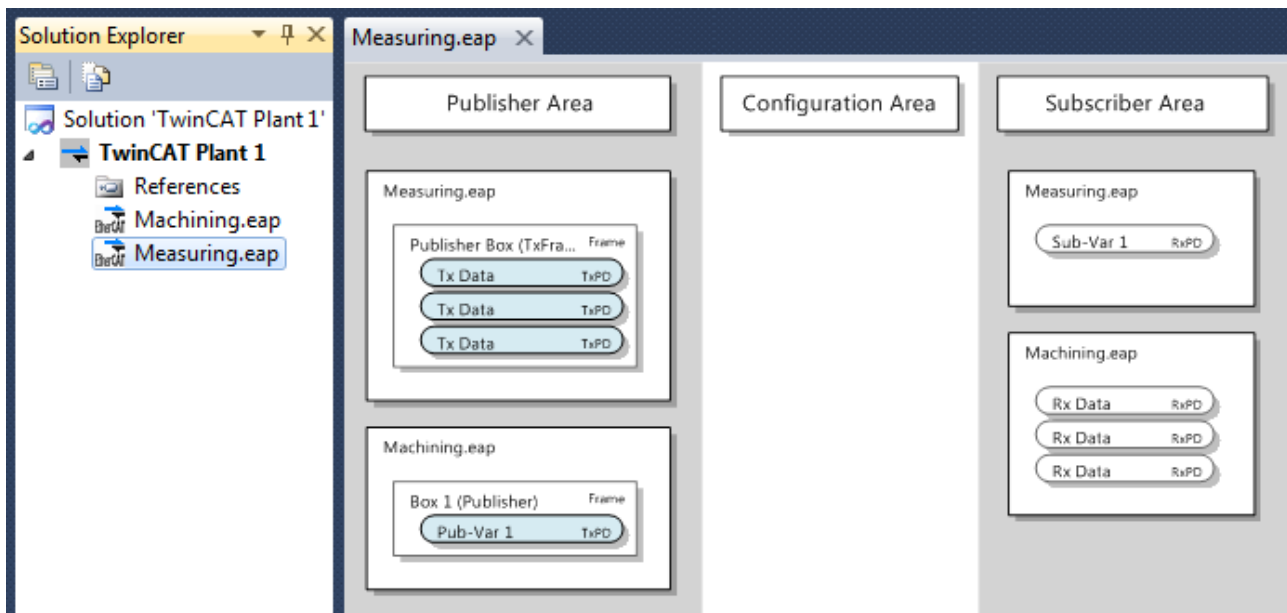 Solution Explorer
Solution 'TwinCAT Plant 1'
TwinCAT Plant 1
References
Machining.eap
Measuring.eap
Measuring.eap
Publisher Area
Configuration Area
Subscriber Area
Measuring.eap
Publisher Box (TxFra... Frame
Tx Data TxPD
Tx Data TxPD
Tx Data TxPD
Machining.eap
Box 1 (Publisher) Frame
Pub-Var 1 TxPD
Measuring.eap
Sub-Var 1 RxPD
Machining.eap
Rx Data RxPD
Rx Data RxPD
Rx Data RxPD